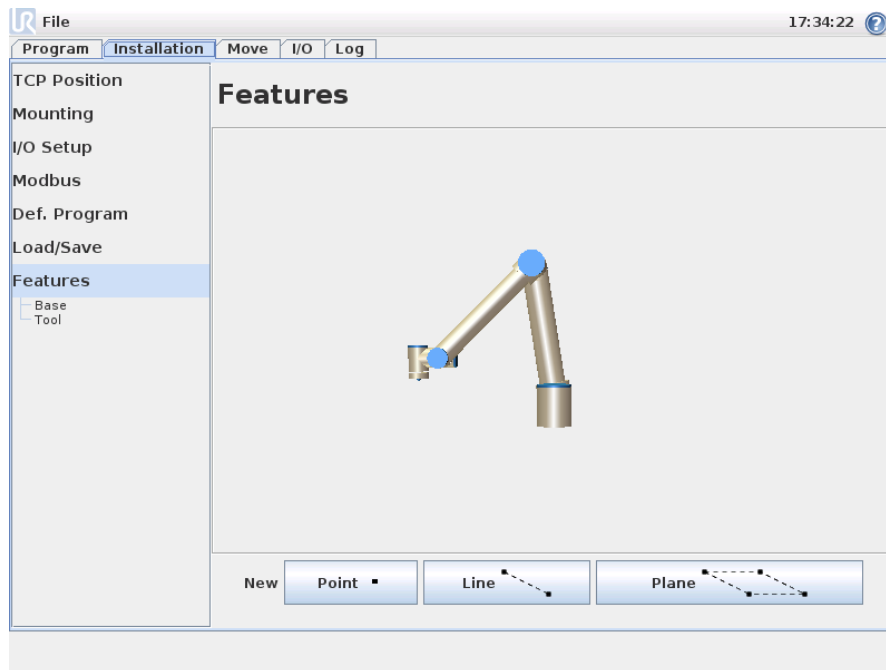 UR File 17:34:22 ?
Program Installation Move I/O Log
TCP Position
Features
Mounting
I/O Setup
Modbus
Def. Program
Load/Save
Features
Base
Tool
New Point Line Plane